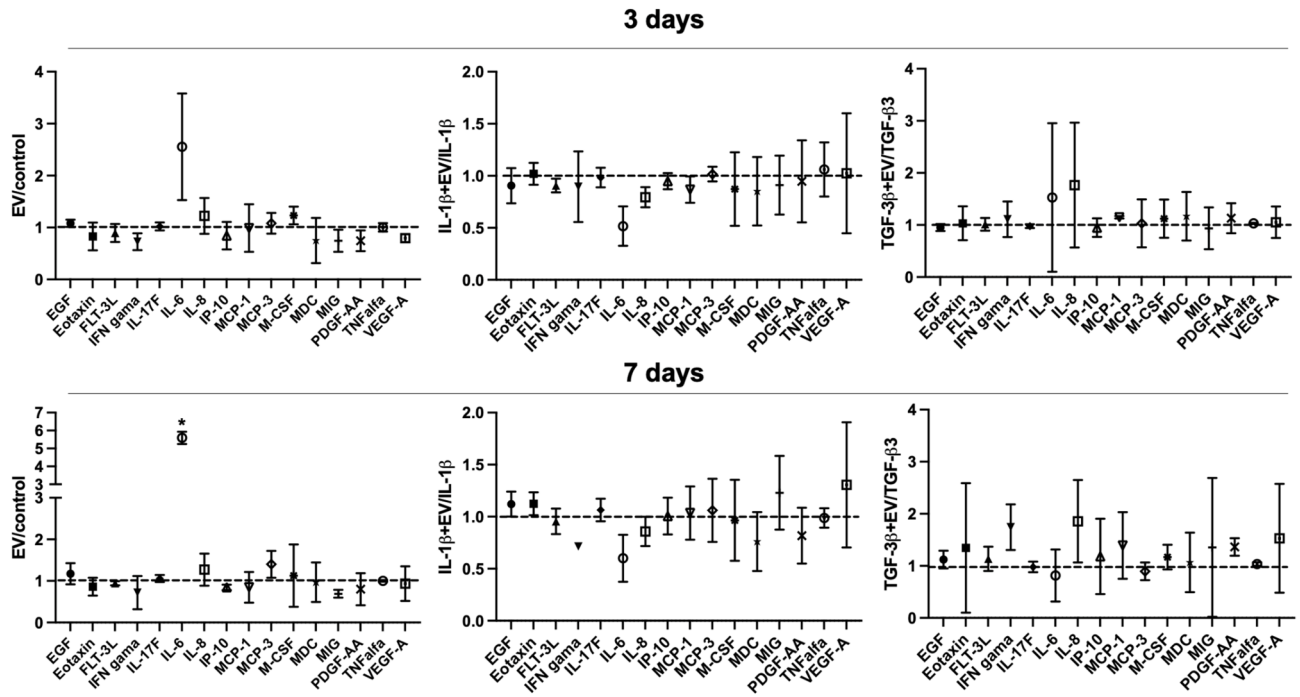 3 days
EV/control
4
3
2
1
0
EGF
Eotaxin
FLT-3L
IFN gama
IL-17F
IL-6
IL-8
IP-10
MCP-1
MCP-3
M-CSF
MDC
MIG
PDGF-AA
TNFalfa
VEGF-A
IL-1β+EV/IL-1β
2.0
1.5
1.0
0.5
0.0
EGF
Eotaxin
FLT-3L
IFN gama
IL-17F
IL-6
IL-8
IP-10
MCP-1
MCP-3
M-CSF
MDC
MIG
PDGF-AA
TNFalfa
VEGF-A
TGF-3β+EV/TGF-β3
4
3
2
1
0
EGF
Eotaxin
FLT-3L
IFN gama
IL-17F
IL-6
IL-8
IP-10
MCP-1
MCP-3
M-CSF
MDC
MIG
PDGF-AA
TNFalfa
VEGF-A
7 days
EV/control
7
6
5
4
3
3
2
1
0
*
EGF
Eotaxin
FLT-3L
IFN gama
IL-17F
IL-6
IL-8
IP-10
MCP-1
MCP-3
M-CSF
MDC
MIG
PDGF-AA
TNFalfa
VEGF-A
IL-1β+EV/IL-1β
2.0
1.5
1.0
0.5
0.0
EGF
Eotaxin
FLT-3L
IFN gama
IL-17F
IL-6
IL-8
IP-10
MCP-1
MCP-3
M-CSF
MDC
MIG
PDGF-AA
TNFalfa
VEGF-A
TGF-3β+EV/TGF-β3
4
3
2
1
0
EGF
Eotaxin
FLT-3L
IFN gama
IL-17F
IL-6
IL-8
IP-10
MCP-1
MCP-3
M-CSF
MDC
MIG
PDGF-AA
TNFalfa
VEGF-A